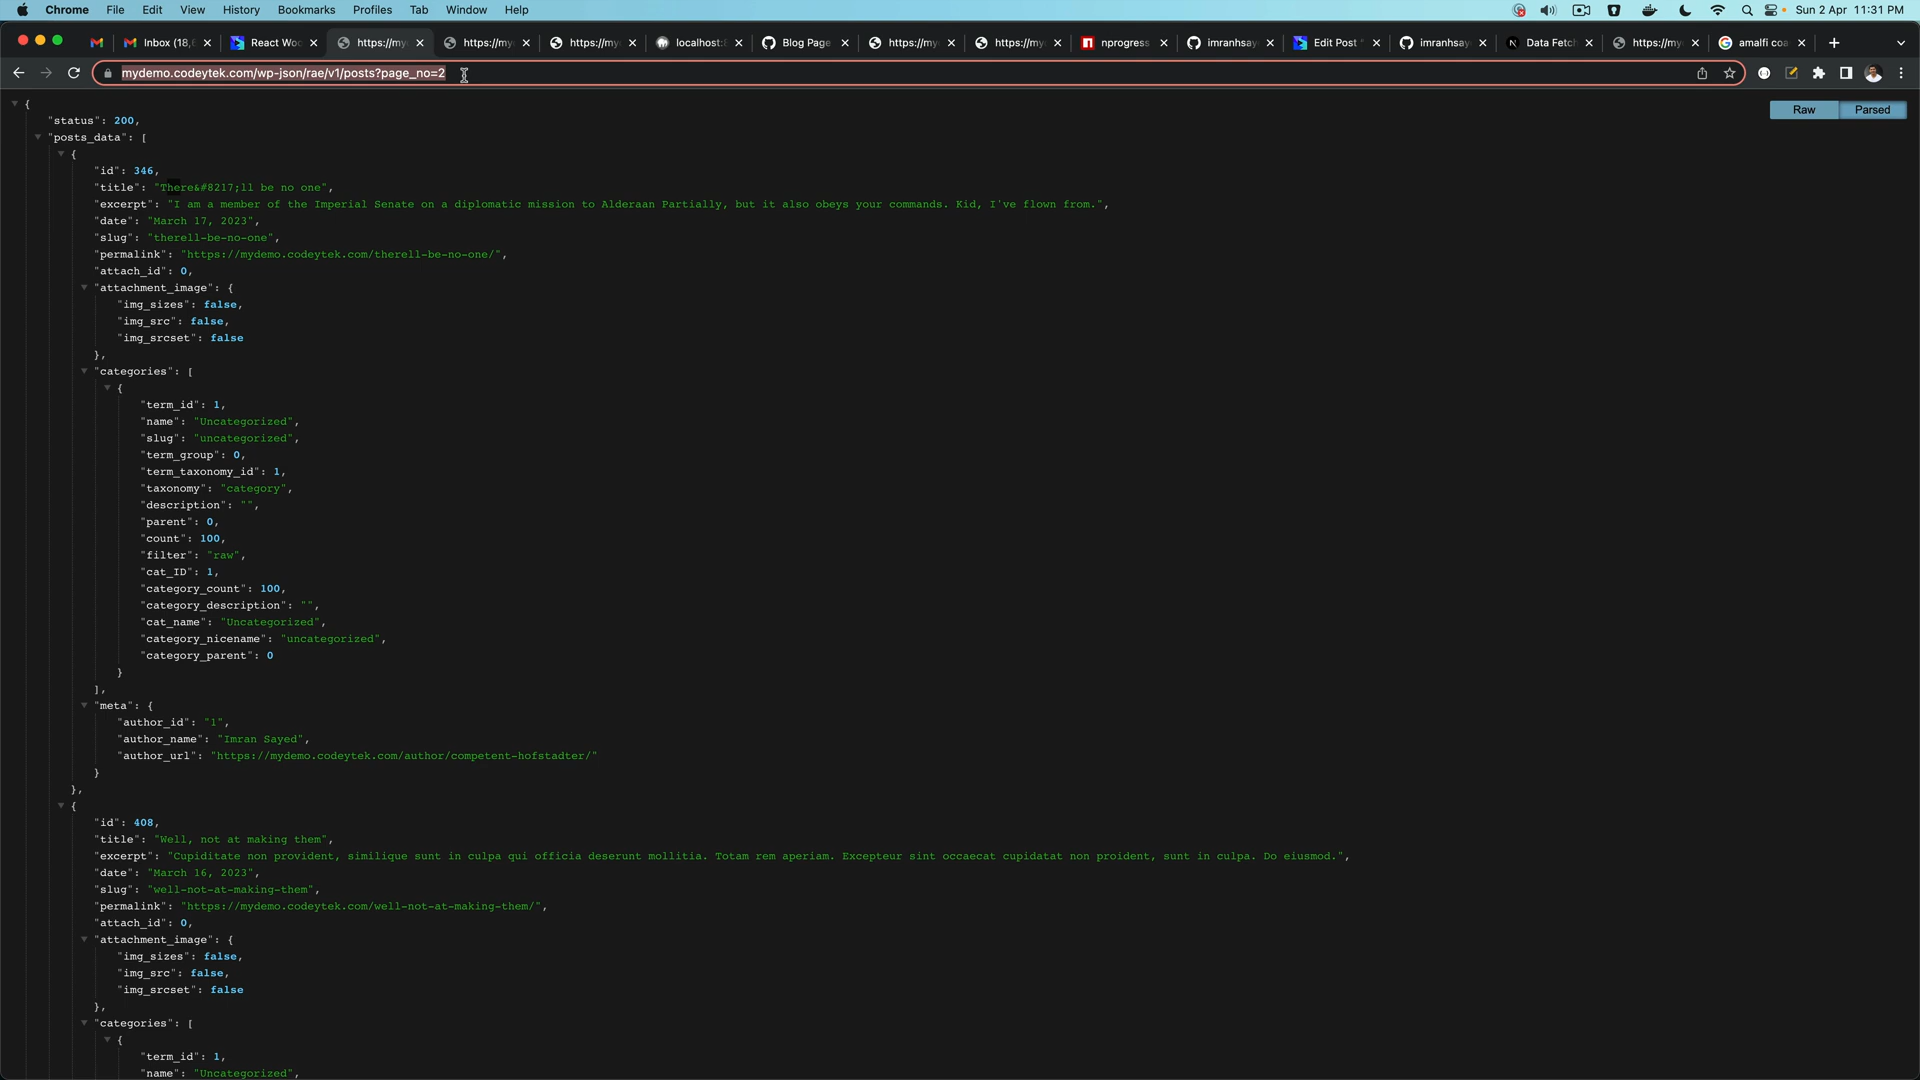 Chrome File Edit View History Bookmarks Profiles Tab Window Help Sun 2 Apr 11:31 PM
Inbox (18, React Woo https://my https://my https://my localhost: Blog Page https://my https://my nprogress imranhsay Edit Post " imranhsay Data Fetc https://my amalfi coa
mydemo.codeytek.com/wp-json/rae/v1/posts?page_no=2
Raw Parsed
{
"status": 200,
"posts_data": [
{
"id": 346,
"title": "There&#8217;ll be no one",
"excerpt": "I am a member of the Imperial Senate on a diplomatic mission to Alderaan Partially, but it also obeys your commands. Kid, I've flown from.",
"date": "March 17, 2023",
"slug": "therell-be-no-one",
"permalink": "https://mydemo.codeytek.com/therell-be-no-one/",
"attach_id": 0,
"attachment_image": {
"img_sizes": false,
"img_src": false,
"img_srcset": false
},
"categories": [
{
"term_id": 1,
"name": "Uncategorized",
"slug": "uncategorized",
"term_group": 0,
"term_taxonomy_id": 1,
"taxonomy": "category",
"description": "",
"parent": 0,
"count": 100,
"filter": "raw",
"cat_ID": 1,
"category_count": 100,
"category_description": "",
"cat_name": "Uncategorized",
"category_nicename": "uncategorized",
"category_parent": 0
}
],
"meta": {
"author_id": "1",
"author_name": "Imran Sayed",
"author_url": "https://mydemo.codeytek.com/author/competent-hofstadter/"
}
},
{
"id": 408,
"title": "Well, not at making them",
"excerpt": "Cupiditate non provident, similique sunt in culpa qui officia deserunt mollitia. Totam rem aperiam. Excepteur sint occaecat cupidatat non proident, sunt in culpa. Do eiusmod.",
"date": "March 16, 2023",
"slug": "well-not-at-making-them",
"permalink": "https://mydemo.codeytek.com/well-not-at-making-them/",
"attach_id": 0,
"attachment_image": {
"img_sizes": false,
"img_src": false,
"img_srcset": false
},
"categories": [
{
"term_id": 1,
"name": "Uncategorized",